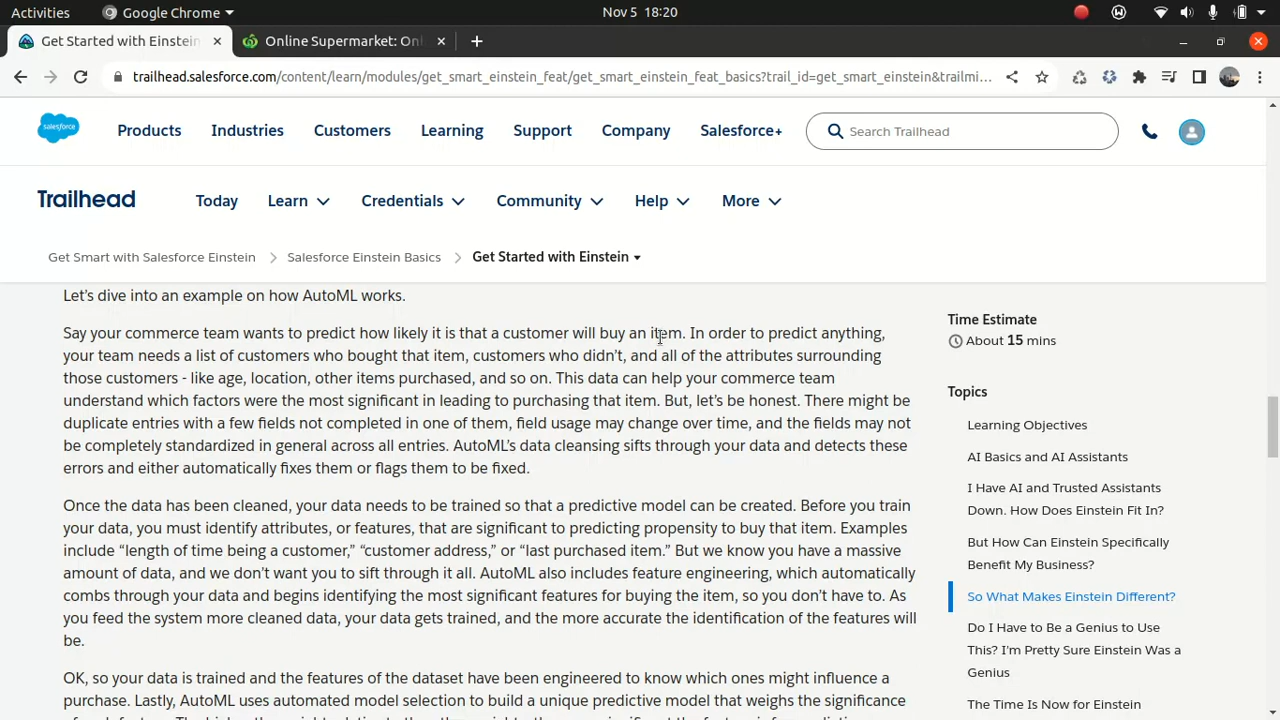 Activities
Google Chrome
Nov 5 18:20
Get Started with Einstein
Online Supermarket: Onl
trailhead.salesforce.com/content/learn/modules/get_smart_einstein_feat/get_smart_einstein_feat_basics?trail_id=get_smart_einstein&trailmi...
salesforce
Products
Industries
Customers
Learning
Support
Company
Salesforce+
Search Trailhead
Trailhead
Today
Learn
Credentials
Community
Help
More
Get Smart with Salesforce Einstein
Salesforce Einstein Basics
Get Started with Einstein
Let's dive into an example on how AutoML works.
Say your commerce team wants to predict how likely it is that a customer will buy an item. In order to predict anything,
your team needs a list of customers who bought that item, customers who didn't, and all of the attributes surrounding
those customers - like age, location, other items purchased, and so on. This data can help your commerce team
understand which factors were the most significant in leading to purchasing that item. But, let's be honest. There might be
duplicate entries with a few fields not completed in one of them, field usage may change over time, and the fields may not
be completely standardized in general across all entries. AutoML's data cleansing sifts through your data and detects these
errors and either automatically fixes them or flags them to be fixed.
Once the data has been cleaned, your data needs to be trained so that a predictive model can be created. Before you train
your data, you must identify attributes, or features, that are significant to predicting propensity to buy that item. Examples
include “length of time being a customer,” “customer address,” or “last purchased item.” But we know you have a massive
amount of data, and we don't want you to sift through it all. AutoML also includes feature engineering, which automatically
combs through your data and begins identifying the most significant features for buying the item, so you don't have to. As
you feed the system more cleaned data, your data gets trained, and the more accurate the identification of the features will
be.
OK, so your data is trained and the features of the dataset have been engineered to know which ones might influence a
purchase. Lastly, AutoML uses automated model selection to build a unique predictive model that weighs the significance
Time Estimate
About 15 mins
Topics
Learning Objectives
AI Basics and AI Assistants
I Have AI and Trusted Assistants
Down. How Does Einstein Fit In?
But How Can Einstein Specifically
Benefit My Business?
So What Makes Einstein Different?
Do I Have to Be a Genius to Use
This? I'm Pretty Sure Einstein Was a
Genius
The Time Is Now for Einstein